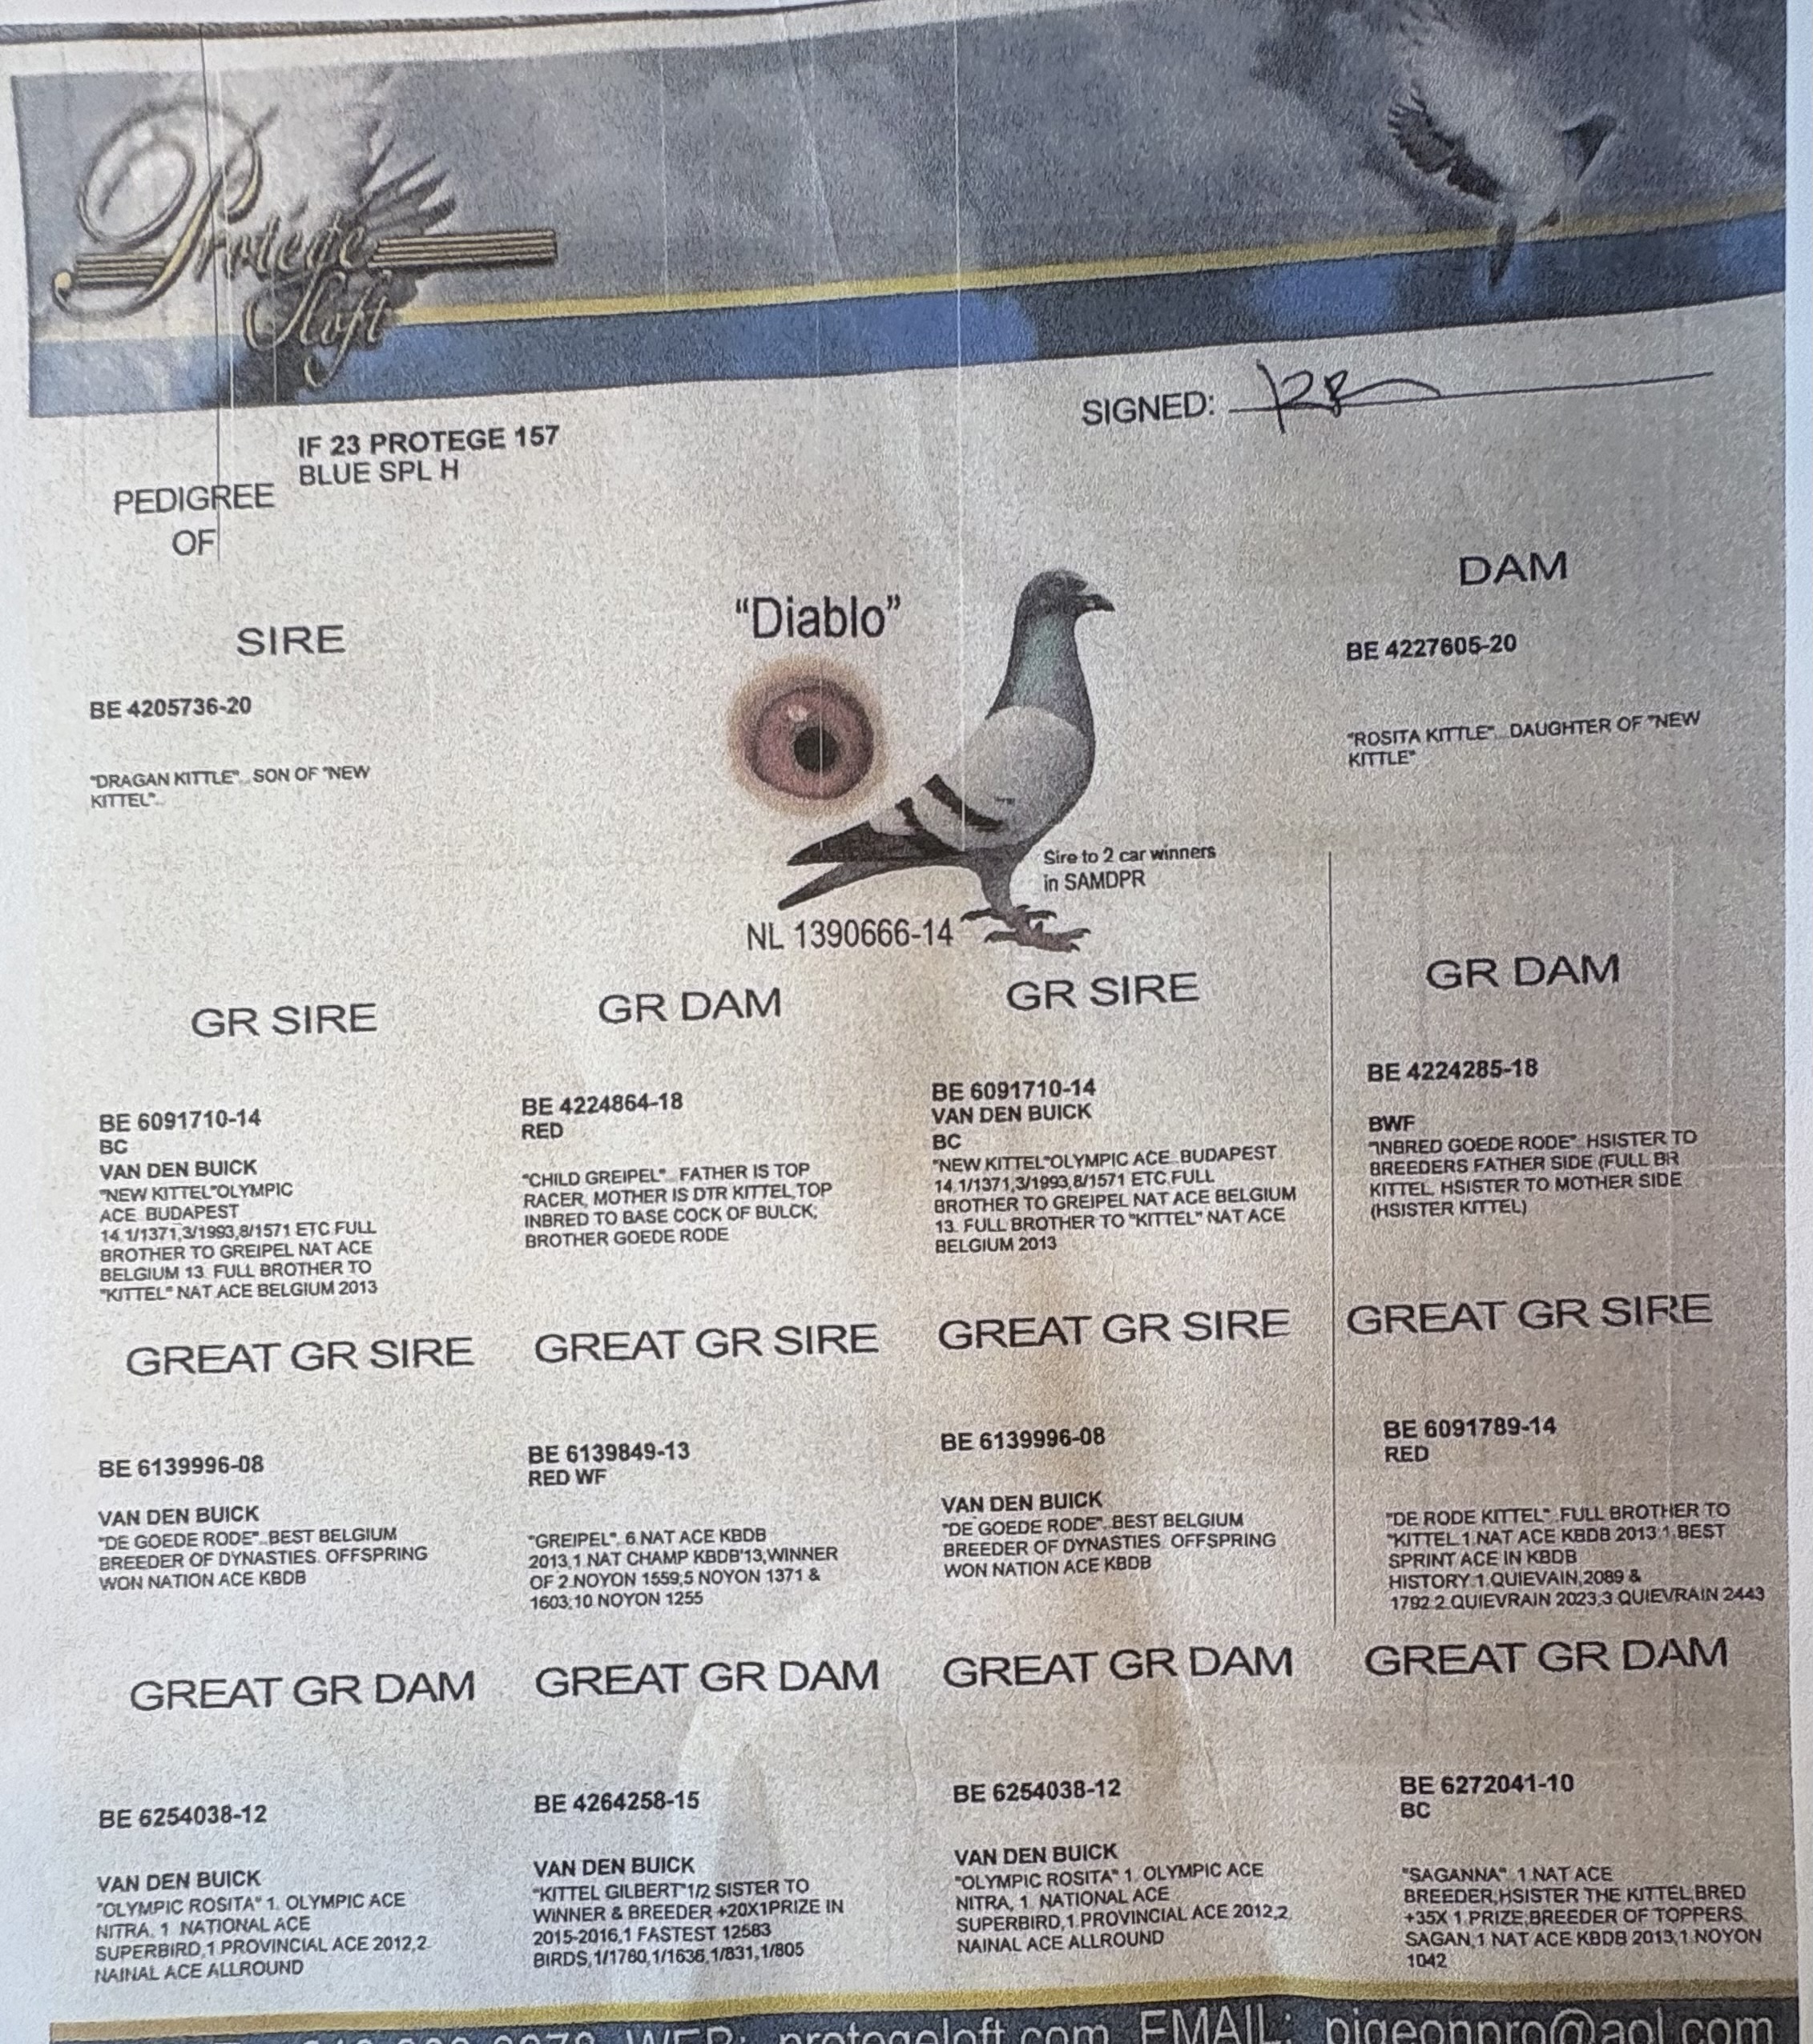 Protégé
Loft
SIGNED:
IF 23 PROTEGE 157
BLUE SPL H
PEDIGREE
OF
SIRE
BE 4205736-20
"DRAGAN KITTLE"...SON OF "NEW
KITTEL"...
"Diablo"
Sire to 2 car winners
in SAMDPR
NL 1390666-14
DAM
BE 4227605-20
"ROSITA KITTLE"...DAUGHTER OF "NEW
KITTLE"
GR SIRE
BE 6091710-14
BC
VAN DEN BUICK
"NEW KITTEL"OLYMPIC
ACE BUDAPEST
14.1/1371,3/1993,8/1571 ETC.FULL
BROTHER TO GREIPEL NAT ACE
BELGIUM 13. FULL BROTHER TO
"KITTEL" NAT ACE BELGIUM 2013
GR DAM
BE 4224864-18
RED
"CHILD GREIPEL"...FATHER IS TOP
RACER, MOTHER IS DTR KITTEL,TOP
INBRED TO BASE COCK OF BULCK;
BROTHER GOEDE RODE
GR SIRE
BE 6091710-14
VAN DEN BUICK
BC
"NEW KITTEL"OLYMPIC ACE BUDAPEST
14.1/1371,3/1993,8/1571 ETC.FULL
BROTHER TO GREIPEL NAT ACE BELGIUM
13. FULL BROTHER TO "KITTEL" NAT ACE
BELGIUM 2013
GR DAM
BE 4224285-18
BWF
"INBRED GOEDE RODE". HSISTER TO
BREEDERS FATHER SIDE (FULL BR
KITTEL, HSISTER TO MOTHER SIDE
(HSISTER KITTEL)
GREAT GR SIRE
BE 6139996-08
VAN DEN BUICK
"DE GOEDE RODE"..BEST BELGIUM
BREEDER OF DYNASTIES. OFFSPRING
WON NATION ACE KBDB
GREAT GR SIRE
BE 6139849-13
RED WF
"GREIPEL", 6.NAT ACE KBDB
2013,1.NAT CHAMP KBDB'13,WINNER
OF 2.NOYON 1559;5 NOYON 1371 &
1603;10 NOYON 1255
GREAT GR SIRE
BE 6139996-08
VAN DEN BUICK
"DE GOEDE RODE"..BEST BELGIUM
BREEDER OF DYNASTIES. OFFSPRING
WON NATION ACE KBDB
GREAT GR SIRE
BE 6091789-14
RED
"DE RODE KITTEL"..FULL BROTHER TO
"KITTEL.1.NAT ACE KBDB 2013:1.BEST
SPRINT ACE IN KBDB
HISTORY.1.QUIEVAIN,2089 &
1792.2.QUIEVRAIN 2023;3.QUIEVRAIN 2443
GREAT GR DAM
BE 6254038-12
VAN DEN BUICK
"OLYMPIC ROSITA" 1. OLYMPIC ACE
NITRA, 1. NATIONAL ACE
SUPERBIRD,1.PROVINCIAL ACE 2012,2.
NAINAL ACE ALLROUND
GREAT GR DAM
BE 4264258-15
VAN DEN BUICK
"KITTEL GILBERT"1/2 SISTER TO
WINNER & BREEDER +20X1PRIZE IN
2015-2016,1 FASTEST 12583
BIRDS,1/1760,1/1636,1/831,1/805
GREAT GR DAM
BE 6254038-12
VAN DEN BUICK
"OLYMPIC ROSITA" 1. OLYMPIC ACE
NITRA, 1. NATIONAL ACE
SUPERBIRD,1.PROVINCIAL ACE 2012,2.
NAINAL ACE ALLROUND
GREAT GR DAM
BE 6272041-10
BC
"SAGANNA" .1.NAT ACE
BREEDER,HSISTER THE KITTEL,BRED
+35X 1.PRIZE,BREEDER OF TOPPERS.
SAGAN,1 NAT ACE KBDB 2013,1.NOYON
1042
WEB: protegeloft.com EMAIL: pigeonpro@aol.com